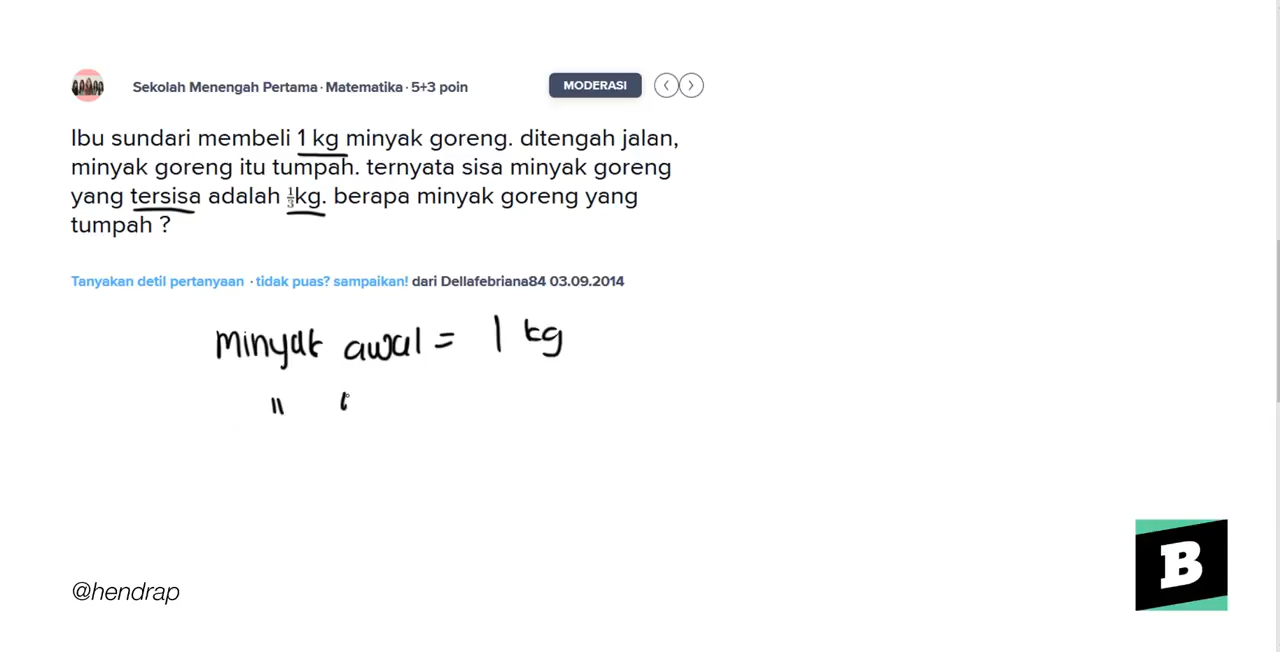 Sekolah Menengah Pertama · Matematika · 5+3 poin
MODERASI
Ibu sundari membeli 1 kg minyak goreng. ditengah jalan,
minyak goreng itu tumpah. ternyata sisa minyak goreng
yang tersisa adalah 1/3kg. berapa minyak goreng yang
tumpah ?
Tanyakan detil pertanyaan · tidak puas? sampaikan! dari Dellafebriana84 03.09.2014
minyak awal = 1 kg
"
@hendrap
B